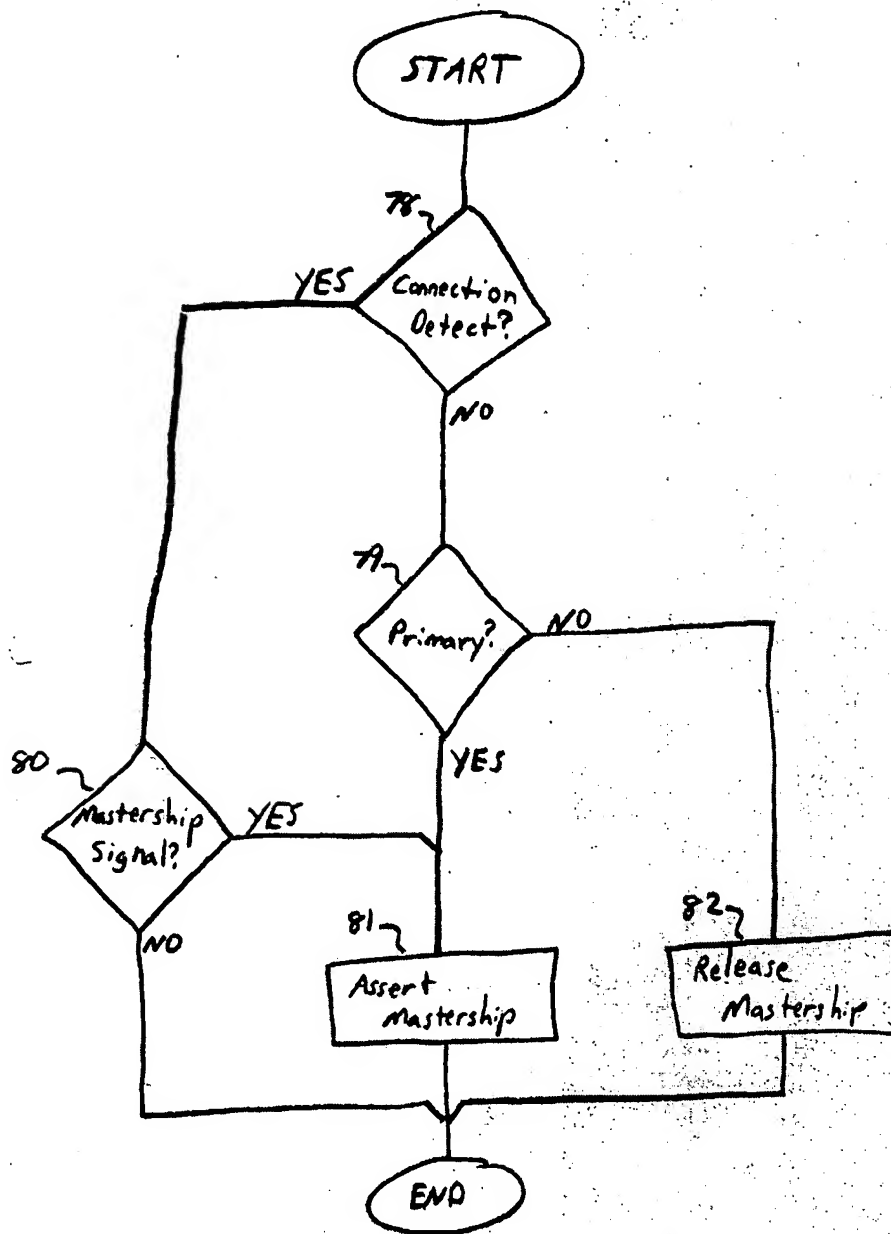 START
78
YES
Connection
Detect?
NO
79
Primary?
NO
YES
80
Mastership
Signal?
YES
NO
81
Assert
Mastership
82
Release
Mastership
END